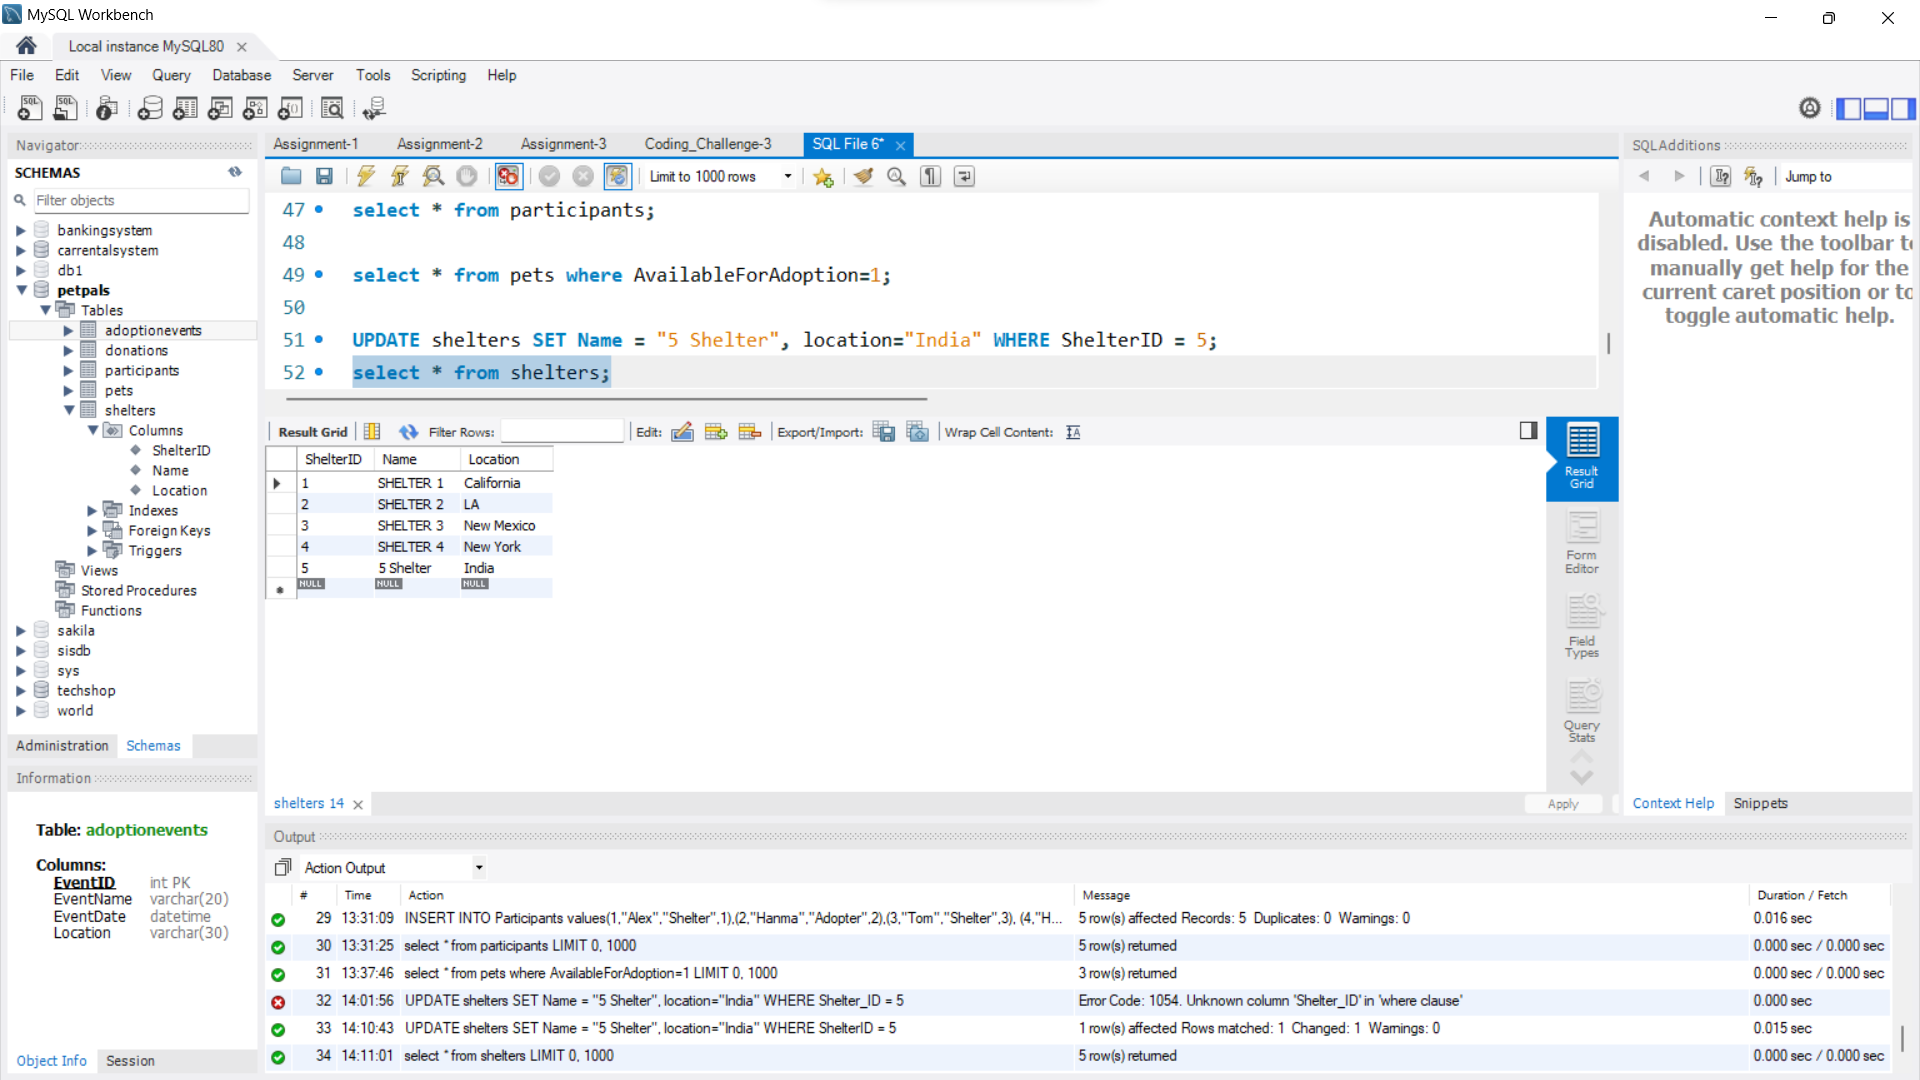 MySQL Workbench
Local instance MySQL80
File Edit View Query Database Server Tools Scripting Help
Navigator
SCHEMAS
Filter objects
bankingsystem
carrentalsystem
db1
petpals
Tables
adoptionevents
donations
participants
pets
shelters
Columns
ShelterID
Name
Location
Indexes
Foreign Keys
Triggers
Views
Stored Procedures
Functions
sakila
sisdb
sys
techshop
world
Administration Schemas
Information
Table: adoptionevents
Columns:
EventID int PK
EventName varchar(20)
EventDate datetime
Location varchar(30)
Object Info Session
Assignment-1 Assignment-2 Assignment-3 Coding_Challenge-3 SQL File 6*
Limit to 1000 rows
47 select * from participants;
48
49 select * from pets where AvailableForAdoption=1;
50
51 UPDATE shelters SET Name = "5 Shelter", location="India" WHERE ShelterID = 5;
52 select * from shelters;
Result Grid Filter Rows: Edit: Export/Import: Wrap Cell Content:
ShelterID Name Location
1 SHELTER 1 California
2 SHELTER 2 LA
3 SHELTER 3 New Mexico
4 SHELTER 4 New York
5 5 Shelter India
NULL NULL NULL
Result
Grid
Form
Editor
Field
Types
Query
Stats
shelters 14
Apply
SQLAdditions
Jump to
Automatic context help is
disabled. Use the toolbar to
manually get help for the
current caret position or to
toggle automatic help.
Context Help Snippets
Output
Action Output
# Time Action Message Duration / Fetch
29 13:31:09 INSERT INTO Participants values(1,"Alex","Shelter",1),(2,"Hanma","Adopter",2),(3,"Tom","Shelter",3), (4,"H... 5 row(s) affected Records: 5 Duplicates: 0 Warnings: 0 0.016 sec
30 13:31:25 select * from participants LIMIT 0, 1000 5 row(s) returned 0.000 sec / 0.000 sec
31 13:37:46 select * from pets where AvailableForAdoption=1 LIMIT 0, 1000 3 row(s) returned 0.000 sec / 0.000 sec
32 14:01:56 UPDATE shelters SET Name = "5 Shelter", location="India" WHERE Shelter_ID = 5 Error Code: 1054. Unknown column 'Shelter_ID' in 'where clause' 0.000 sec
33 14:10:43 UPDATE shelters SET Name = "5 Shelter", location="India" WHERE ShelterID = 5 1 row(s) affected Rows matched: 1 Changed: 1 Warnings: 0 0.015 sec
34 14:11:01 select * from shelters LIMIT 0, 1000 5 row(s) returned 0.000 sec / 0.000 sec